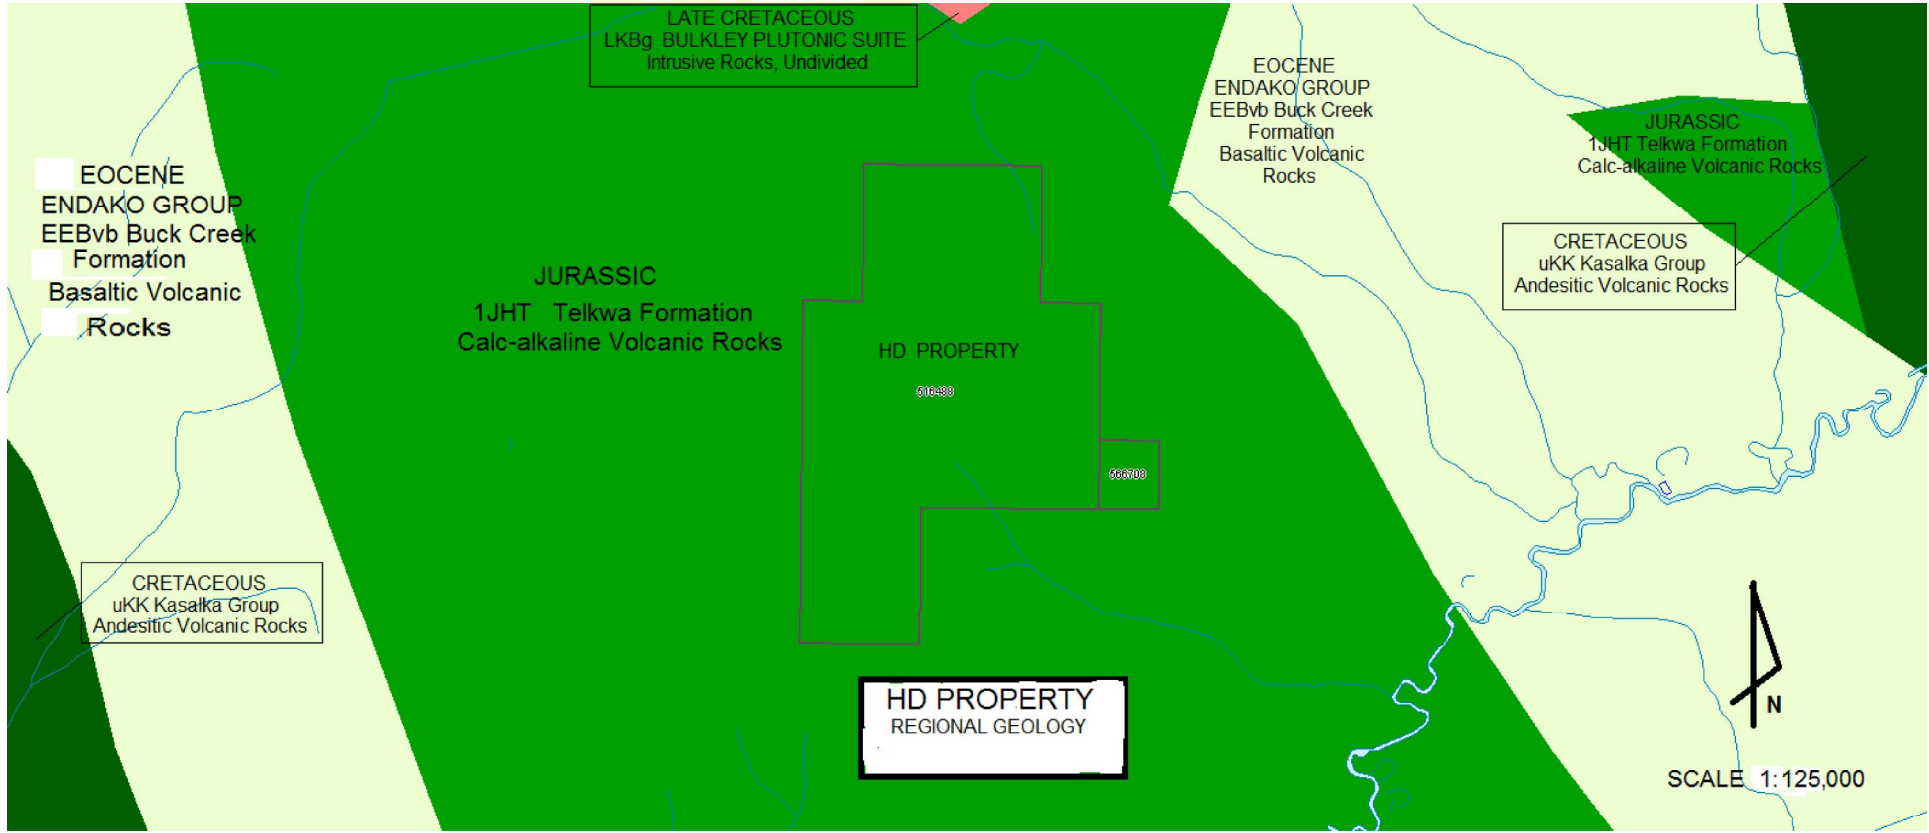 LATE CRETACEOUS
LKBg BULKLEY PLUTONIC SUITE
Intrusive Rocks, Undivided
EOCENE
ENDAKO GROUP
EEBvb Buck Creek
Formation
Basaltic Volcanic
Rocks
JURASSIC
1JHT Telkwa Formation
Calc-alkaline Volcanic Rocks
EOCENE
ENDAKO GROUP
EEBvb Buck Creek
Formation
Basaltic Volcanic
Rocks
CRETACEOUS
uKK Kasalka Group
Andesitic Volcanic Rocks
JURASSIC
1JHT Telkwa Formation
Calc-alkaline Volcanic Rocks
HD PROPERTY
516488
566708
CRETACEOUS
uKK Kasalka Group
Andesitic Volcanic Rocks
HD PROPERTY
REGIONAL GEOLOGY
N
SCALE 1:125,000